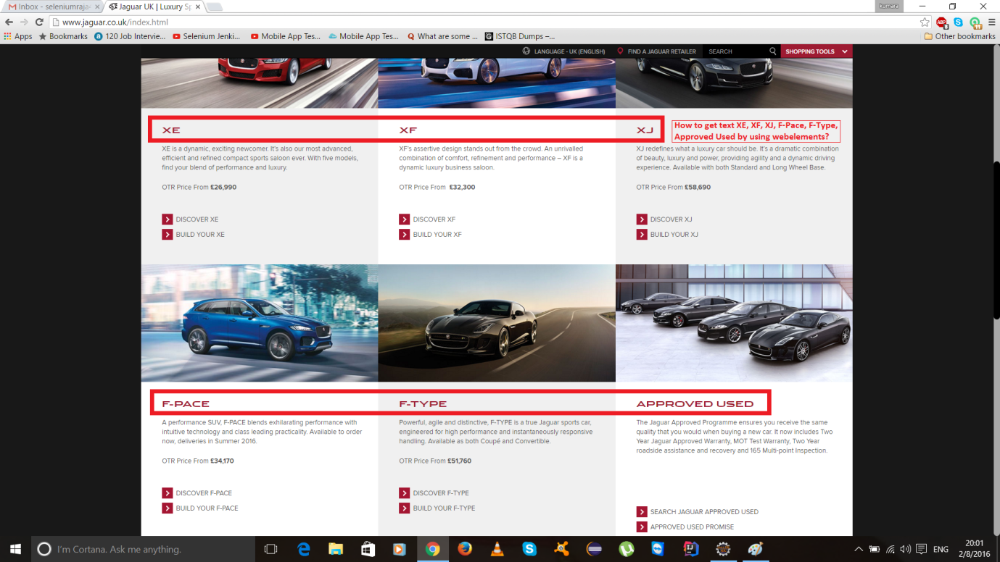 Inbox - seleniumraja
Jaguar UK | Luxury Sp
kumara
www.jaguar.co.uk/index.html
Apps Bookmarks 120 Job Intervie... Selenium Jenki... Mobile App Tes... Mobile App Tes... What are some ... ISTQB Dumps –... Other bookmarks
LANGUAGE - UK (ENGLISH) FIND A JAGUAR RETAILER SEARCH SHOPPING TOOLS
How to get text XE, XF, XJ, F-Pace, F-Type,
Approved Used by using webelements?
XE
XE is a dynamic, exciting newcomer. It's also our most advanced,
efficient and refined compact sports saloon ever. With five models,
find your blend of performance and luxury.
OTR Price From £26,990
DISCOVER XE
BUILD YOUR XE
XF
XF's assertive design stands out from the crowd. An unrivalled
combination of comfort, refinement and performance – XF is a
dynamic luxury business saloon.
OTR Price From £32,300
DISCOVER XF
BUILD YOUR XF
XJ
XJ redefines what a luxury car should be. It's a dramatic combination
of beauty, luxury and power, providing agility and a dynamic driving
experience. Available with both Standard and Long Wheel Base.
OTR Price From £58,690
DISCOVER XJ
BUILD YOUR XJ
F-PACE
A performance SUV, F-PACE blends exhilarating performance with
intuitive technology and class leading practicality. Available to order
now, deliveries in Summer 2016.
OTR Price From £34,170
DISCOVER F-PACE
BUILD YOUR F-PACE
F-TYPE
Powerful, agile and distinctive, F-TYPE is a true Jaguar sports car,
engineered for high performance and instantaneously responsive
handling. Available as both Coupé and Convertible.
OTR Price From £51,760
DISCOVER F-TYPE
BUILD YOUR F-TYPE
APPROVED USED
The Jaguar Approved Programme ensures you receive the same
quality that you would when buying a new car. It now includes Two
Year Jaguar Approved Warranty, MOT Test Warranty, Two Year
roadside assistance and recovery and 165 Multi-point Inspection.
SEARCH JAGUAR APPROVED USED
APPROVED USED PROMISE
I'm Cortana. Ask me anything.
ENG
20:01
2/8/2016